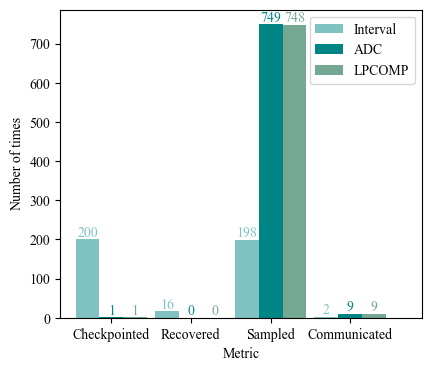 Interval
ADC
LPCOMP
Number of times
700
600
500
400
300
200
100
0
200
1
1
16
0
0
198
749
748
2
9
9
Checkpointed
Recovered
Sampled
Communicated
Metric